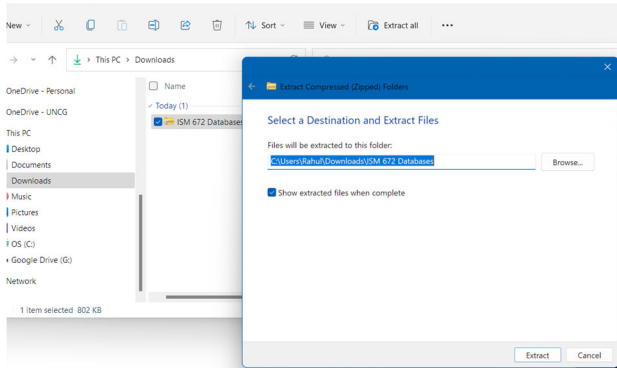 New
Sort
View
Extract all
This PC > Downloads
Extract Compressed (Zipped) Folders
OneDrive - Personal
OneDrive - UNCG
This PC
Desktop
Documents
Downloads
Music
Pictures
Videos
OS (C:)
Google Drive (G:)
Network
Name
Today (1)
ISM 672 Databases
Select a Destination and Extract Files
Files will be extracted to this folder:
C:\Users\Rahul\Downloads\ISM 672 Databases
Browse...
Show extracted files when complete
1 item selected 802 KB
Extract
Cancel